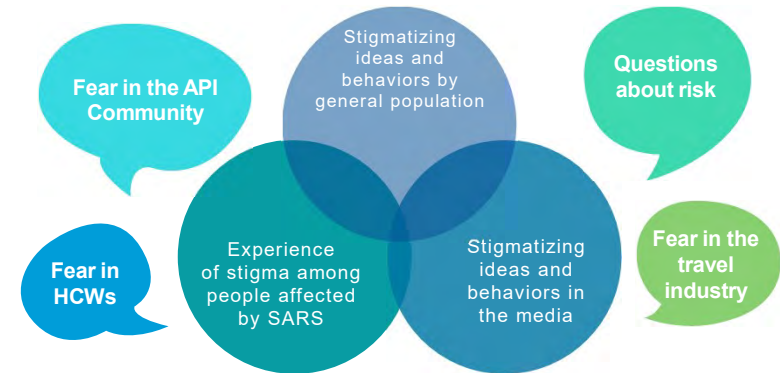 Fear in the API
Community
Stigmatizing
ideas and
behaviors by
general population
Questions
about risk
Fear in
HCWs
Experience
of stigma among
people affected
by SARS
Stigmatizing
ideas and
behaviors in
the media
Fear in the
travel
industry